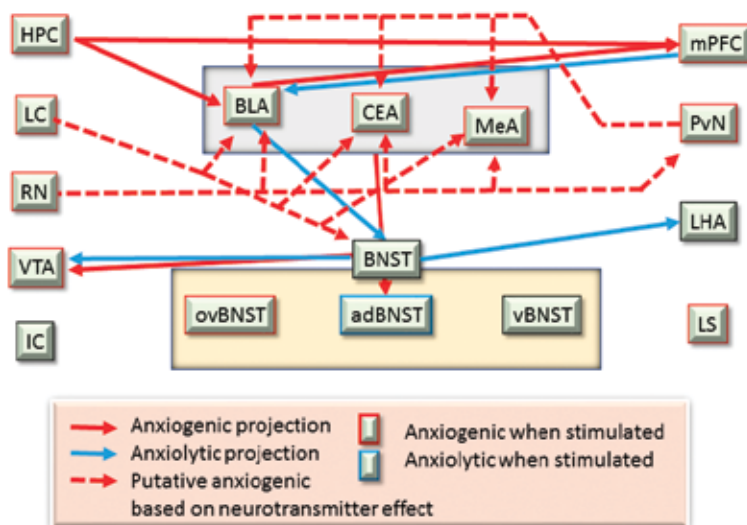 HPC
mPFC
BLA
CEA
MeA
LC
PvN
RN
LHA
VTA
BNST
ovBNST
adBNST
vBNST
IC
LS
Anxiogenic projection
Anxiolytic projection
Putative anxiogenic
based on neurotransmitter effect
Anxiogenic when stimulated
Anxiolytic when stimulated